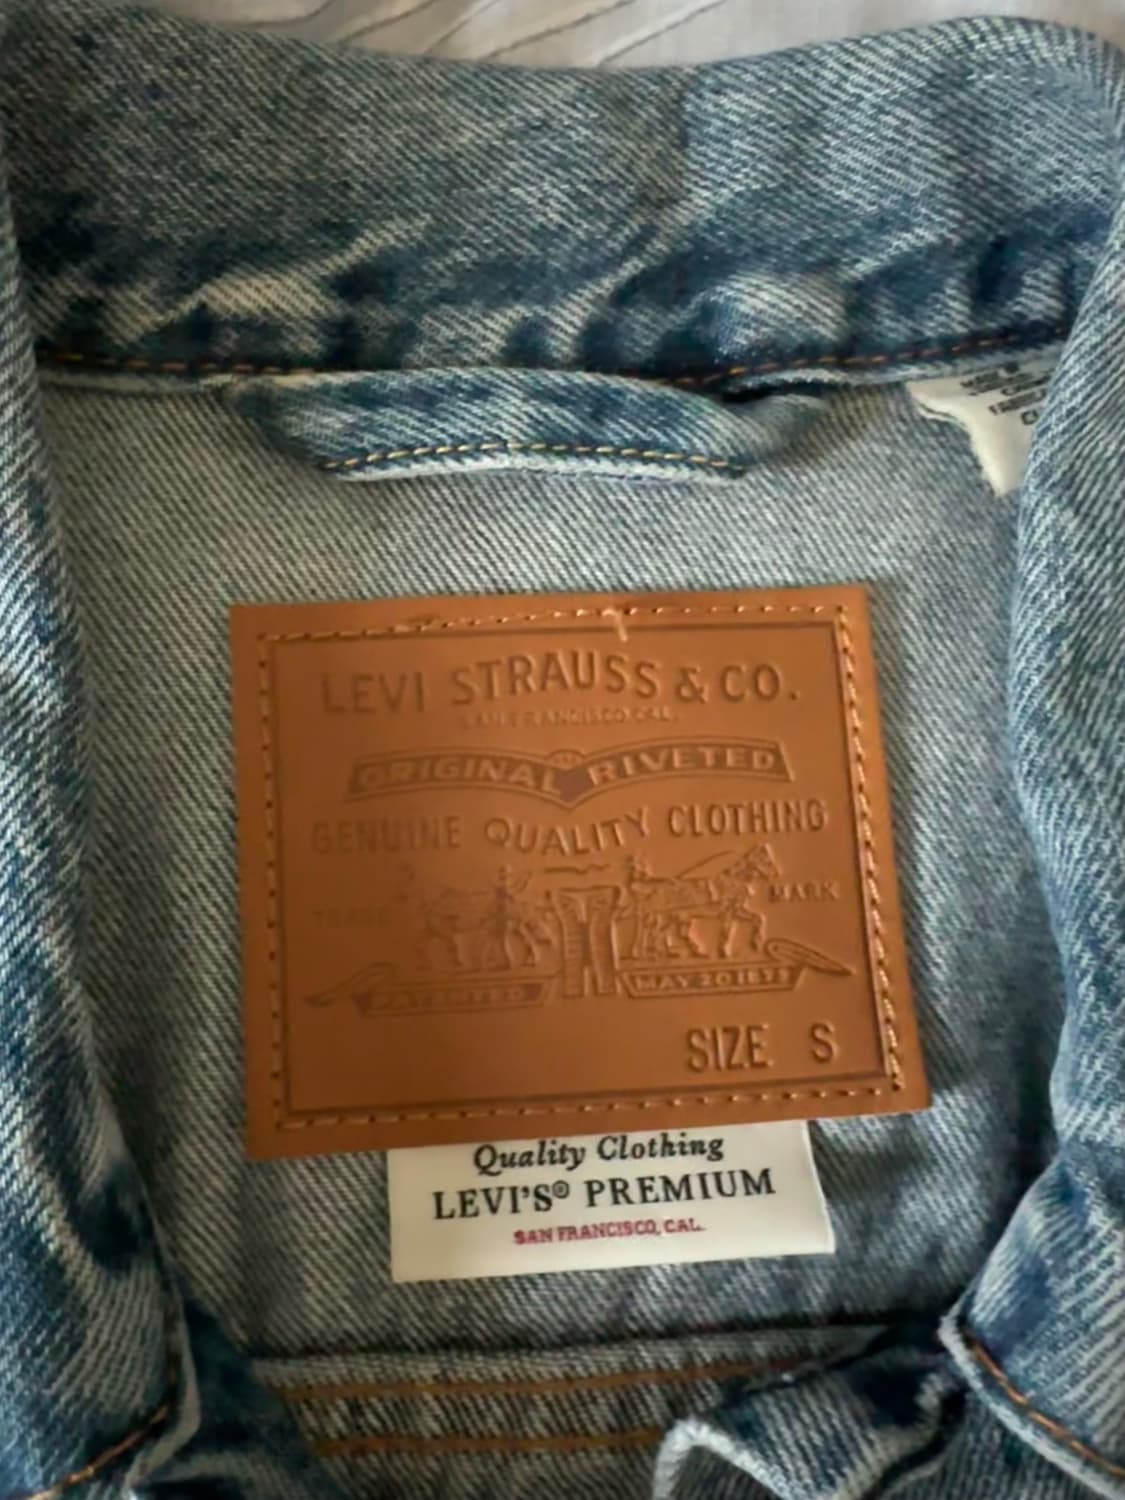 LEVI STRAUSS & CO.
SAN FRANCISCO CAL.
ORIGINAL RIVETED
GENUINE QUALITY CLOTHING
TRADE MARK
PATENTED MAY 20 1873
SIZE S
Quality Clothing
LEVI'S® PREMIUM
SAN FRANCISCO, CAL.